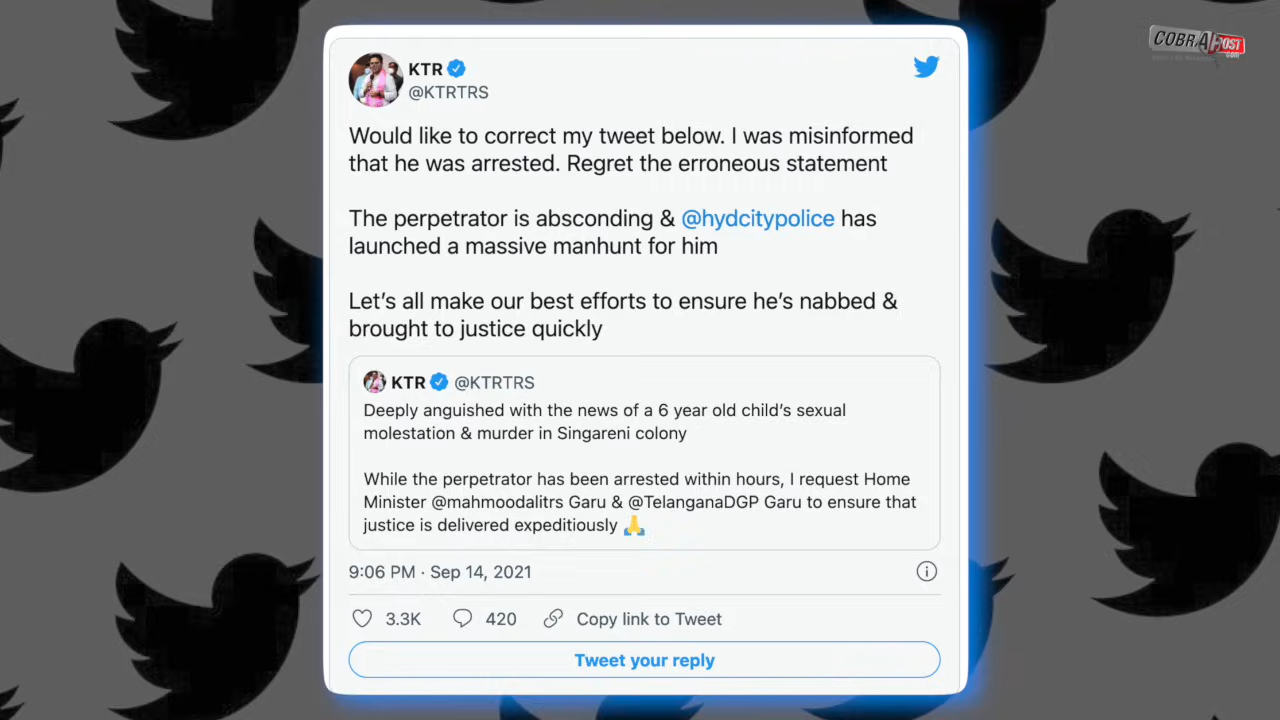 COBRAPOST
.COM
KTR
@KTRTRS
Would like to correct my tweet below. I was misinformed
that he was arrested. Regret the erroneous statement
The perpetrator is absconding & @hydcitypolice has
launched a massive manhunt for him
Let’s all make our best efforts to ensure he’s nabbed &
brought to justice quickly
KTR @KTRTRS
Deeply anguished with the news of a 6 year old child’s sexual
molestation & murder in Singareni colony
While the perpetrator has been arrested within hours, I request Home
Minister @mahmoodalitrs Garu & @TelanganaDGP Garu to ensure that
justice is delivered expeditiously 🙏
9:06 PM · Sep 14, 2021
3.3K 420 Copy link to Tweet
Tweet your reply